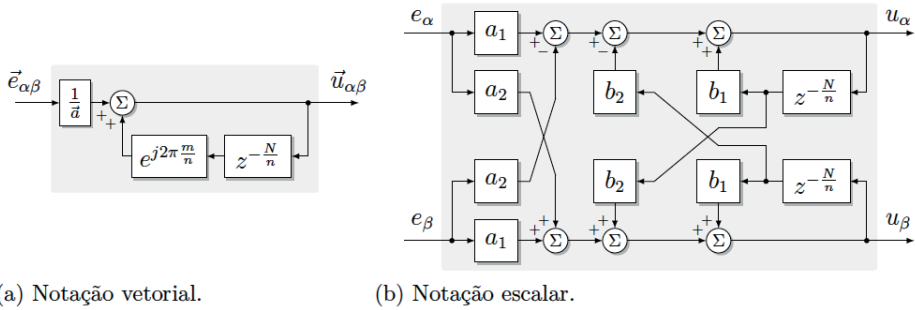 e⃗αβ
1/a⃗
Σ
+
+
u⃗αβ
e^{j2π m/n}
z^{-N/n}
(a) Notação vetorial.
eα
a1
+
−
Σ
+
−
Σ
+
+
Σ
uα
a2
b2
b1
z^{-N/n}
a2
b2
b1
z^{-N/n}
eβ
a1
+
+
Σ
+
+
Σ
+
+
Σ
uβ
(b) Notação escalar.